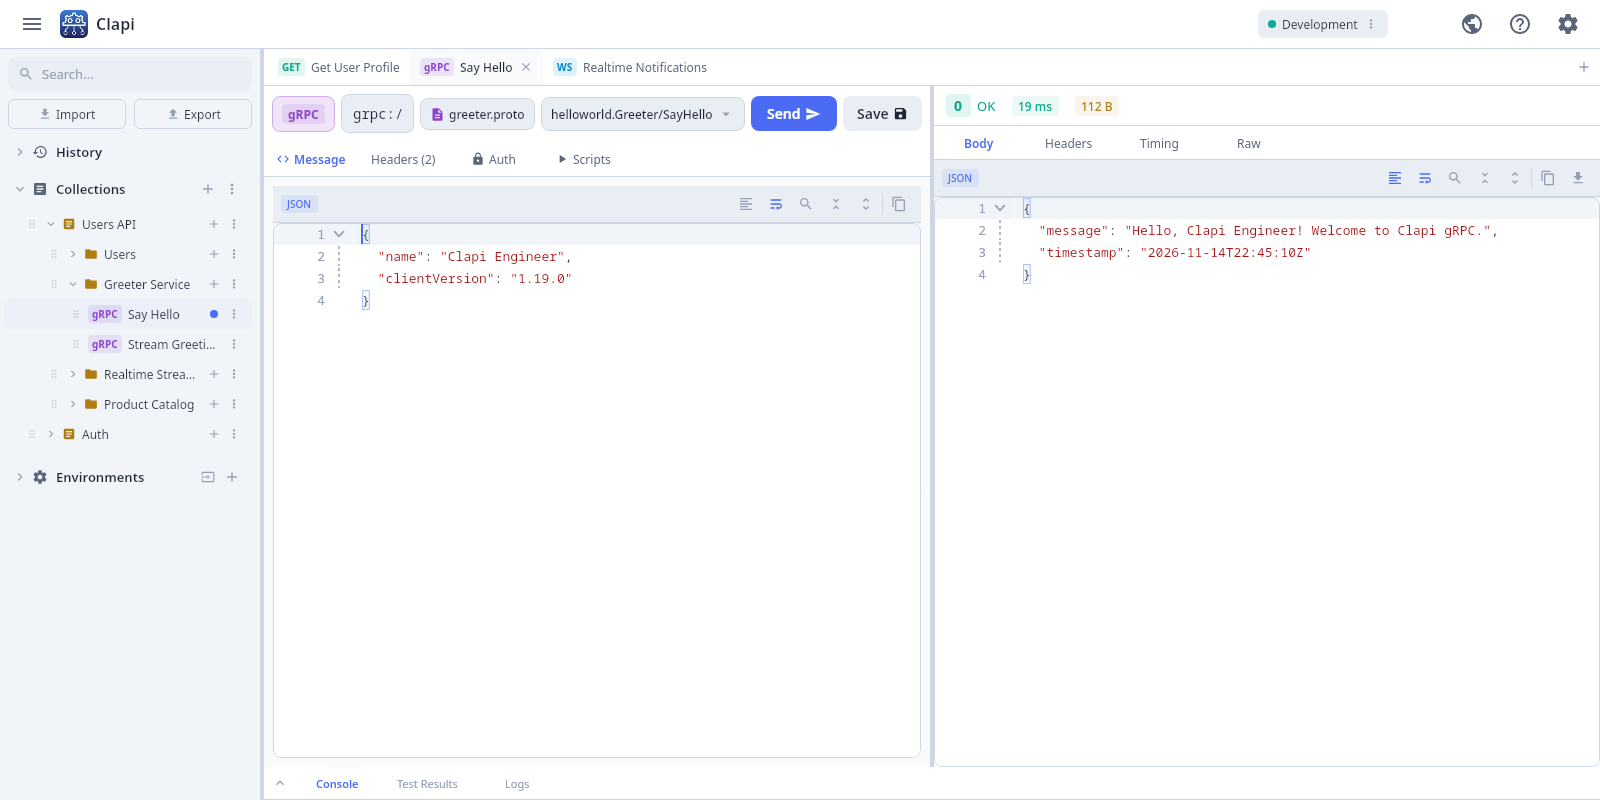 Clapi
Development
Search...
Import
Export
History
Collections
Users API
Users
Greeter Service
gRPC Say Hello
gRPC Stream Greeti...
Realtime Strea...
Product Catalog
Auth
Environments
GET Get User Profile
gRPC Say Hello
WS Realtime Notifications
gRPC
grpc:/
greeter.proto
helloworld.Greeter/SayHello
Send
Save
Message
Headers (2)
Auth
Scripts
JSON
1 {
2 "name": "Clapi Engineer",
3 "clientVersion": "1.19.0"
4 }
0 OK
19 ms
112 B
Body
Headers
Timing
Raw
JSON
1 {
2 "message": "Hello, Clapi Engineer! Welcome to Clapi gRPC.",
3 "timestamp": "2026-11-14T22:45:10Z"
4 }
Console
Test Results
Logs